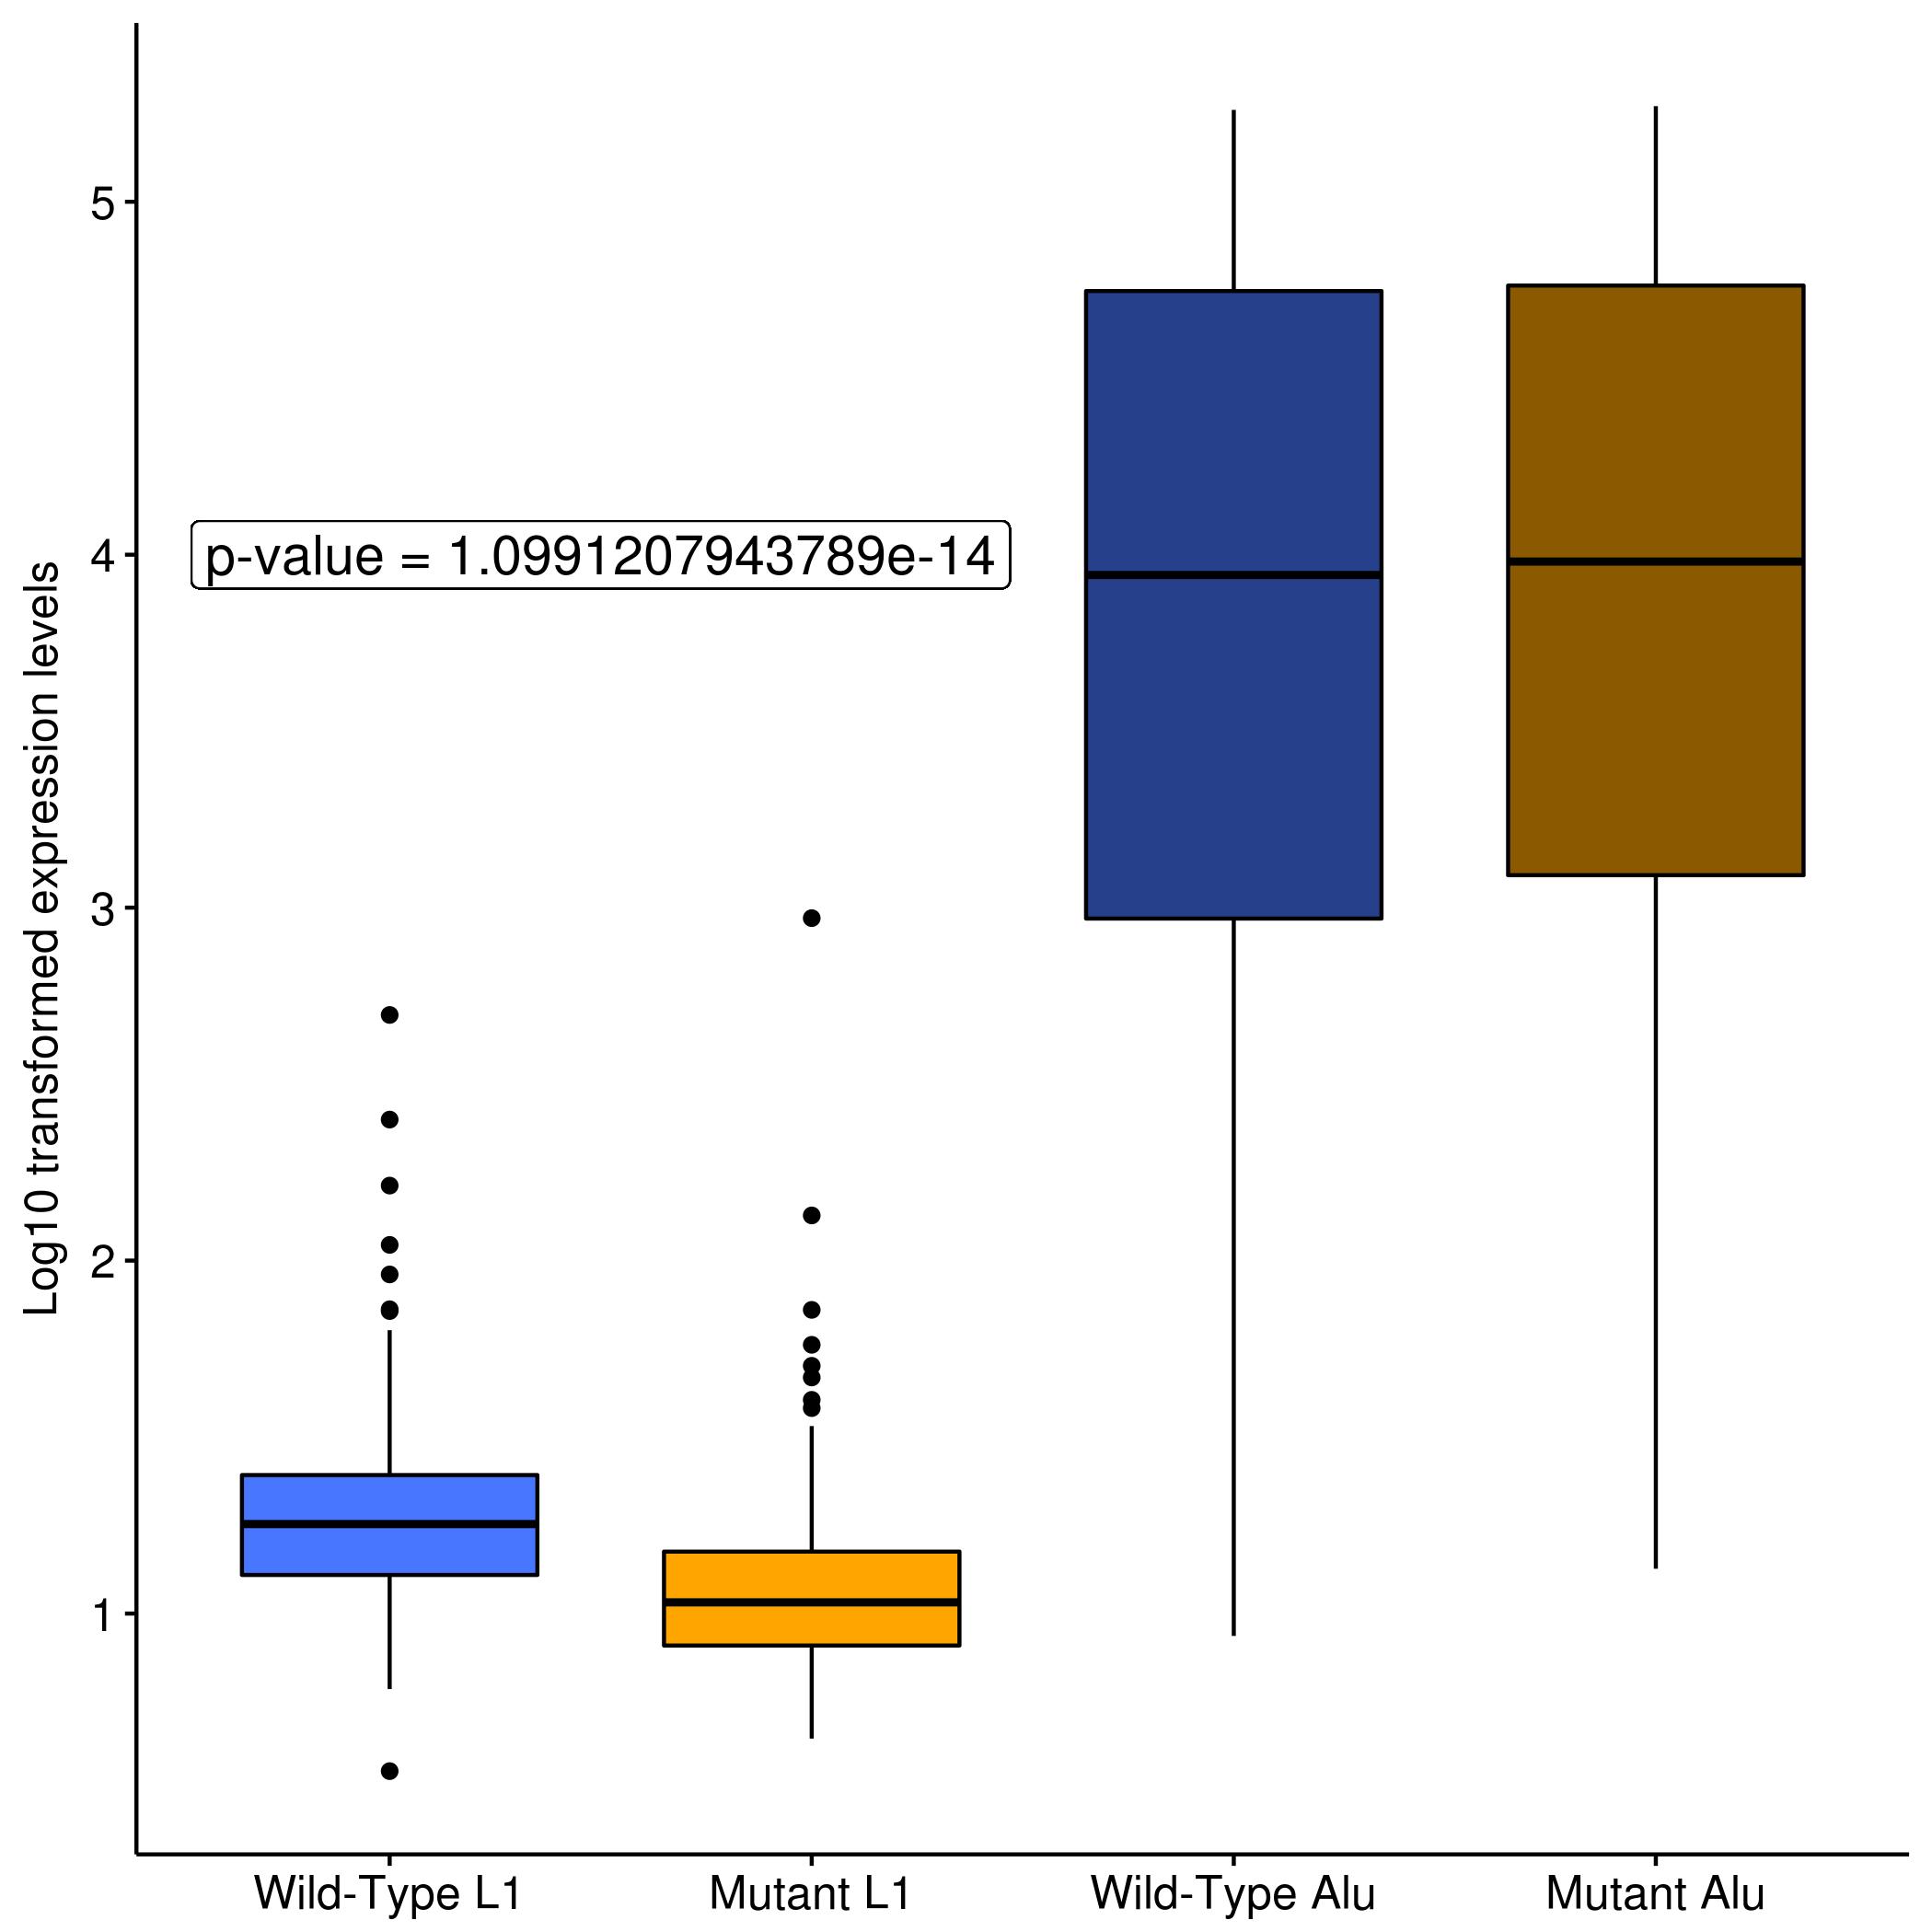 Log10 transformed expression levels
5
4
3
2
1
p-value = 1.0991207943789e-14
Wild-Type L1
Mutant L1
Wild-Type Alu
Mutant Alu